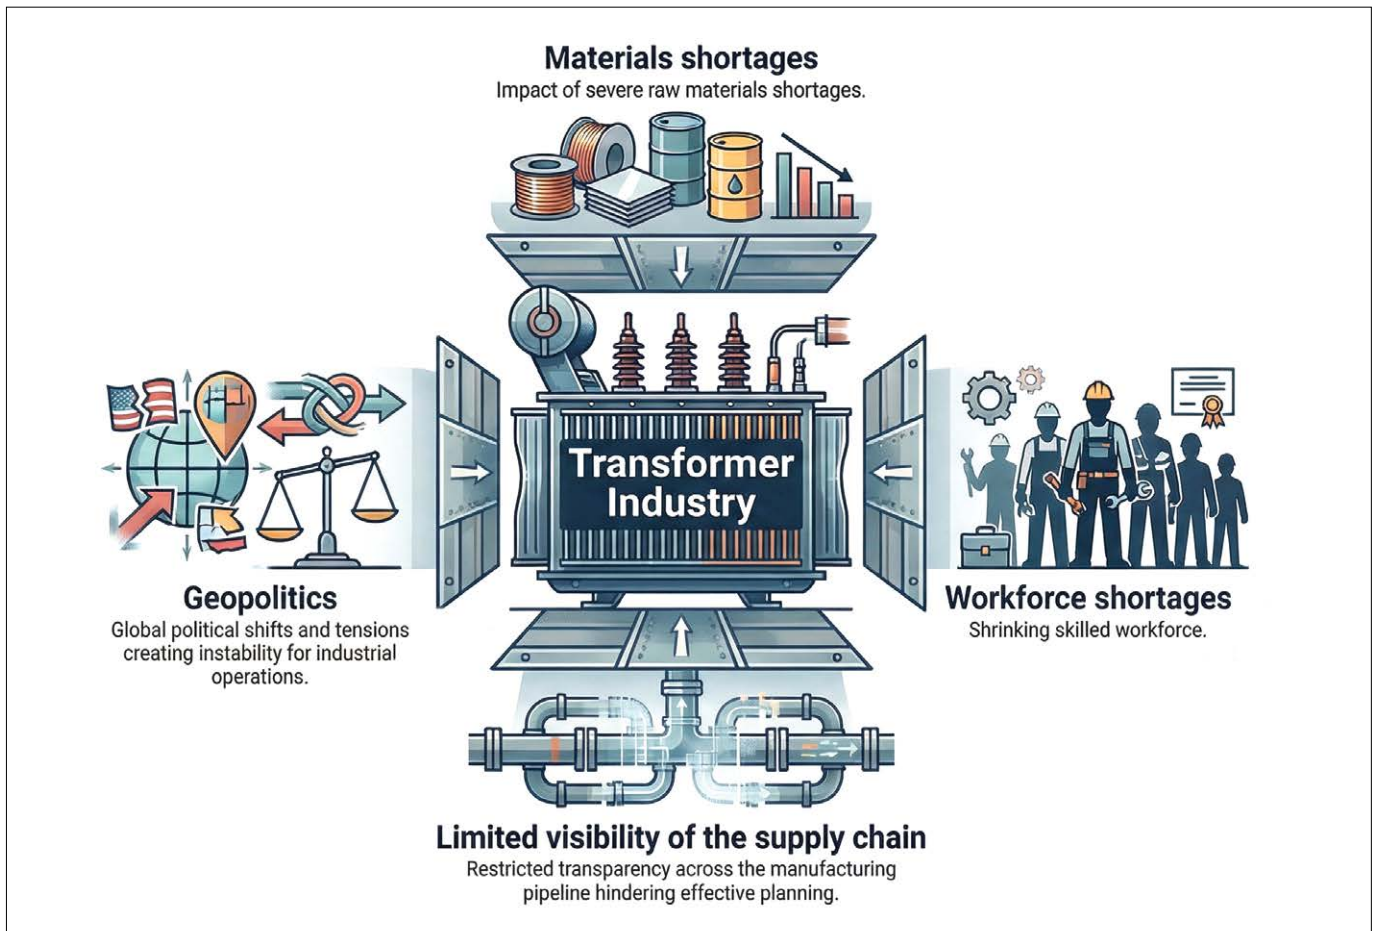 Materials shortages
Impact of severe raw materials shortages.
Transformer
Industry
Geopolitics
Global political shifts and tensions
creating instability for industrial
operations.
Workforce shortages
Shrinking skilled workforce.
Limited visibility of the supply chain
Restricted transparency across the manufacturing
pipeline hindering effective planning.